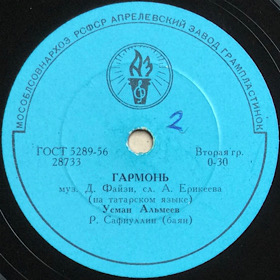 МОСОБЛСОВНАРХОЗ РСФСР АПРЕЛЕВСКИЙ ЗАВОД ГРАМПЛАСТИНОК
2
ГОСТ 5289-56 Вторая гр.
28733 0-30
ГАРМОНЬ
муз. Д. Файзи, сл. А. Ерикеева
(на татарском языке)
Усман Альмеев
Р. Сафиуллин (баян)